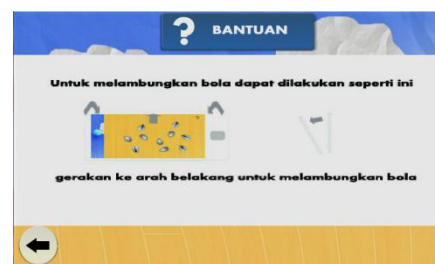 ? BANTUAN
Untuk melambungkan bola dapat dilakukan seperti ini
gerakan ke arah belakang untuk melambungkan bola